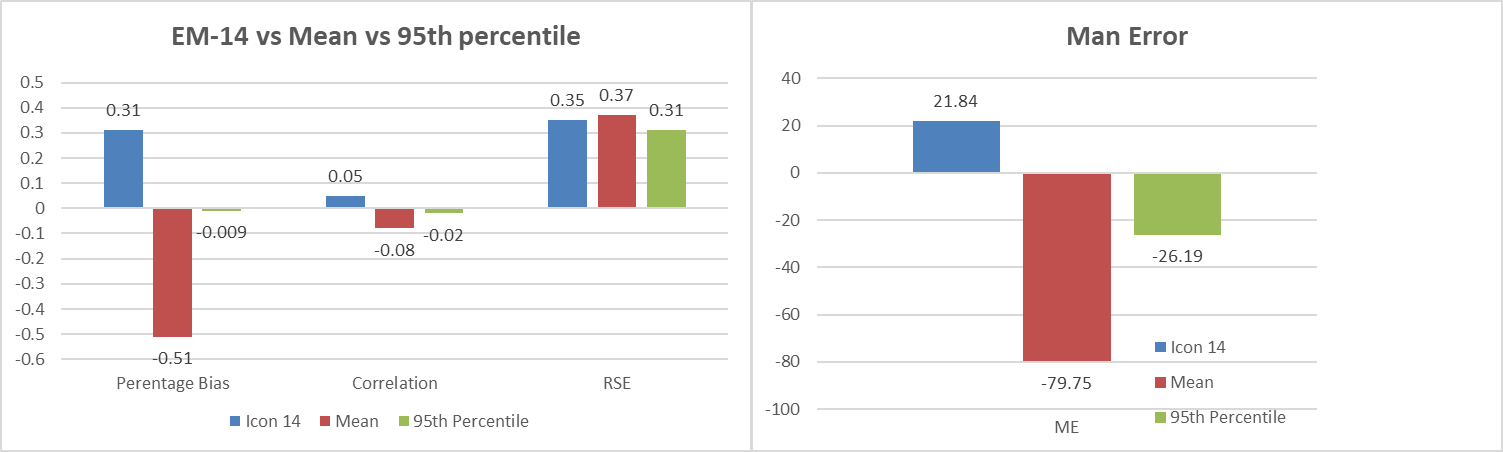 EM-14 vs Mean vs 95th percentile
0.5
0.4
0.3
0.2
0.1
0
-0.1
-0.2
-0.3
-0.4
-0.5
-0.6
0.31
-0.51
-0.009
0.05
-0.08
-0.02
0.35
0.37
0.31
Perentage Bias
Correlation
RSE
Icon 14
Mean
95th Percentile
Man Error
40
20
0
-20
-40
-60
-80
-100
21.84
-79.75
-26.19
ME
Icon 14
Mean
95th Percentile